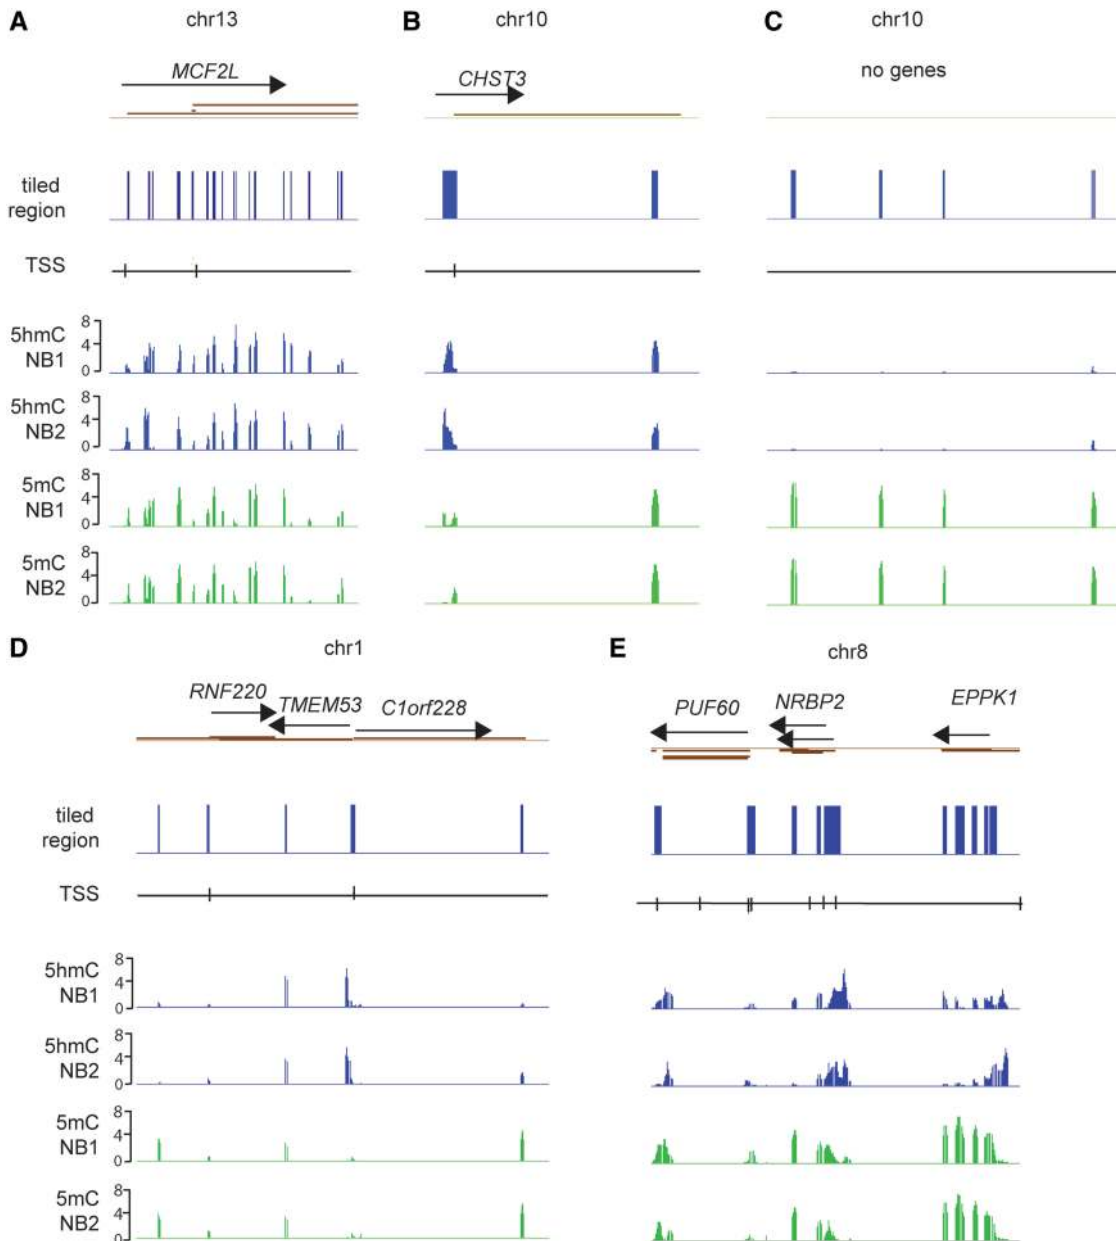 A chr13 B chr10 C chr10
MCF2L CHST3 no genes
tiled
region
TSS
8
5hmC
4
NB1
0
8
5hmC
4
NB2
0
8
5mC
4
NB1
0
8
5mC
4
NB2
0
D chr1 E chr8
RNF220 TMEM53 C1orf228 PUF60 NRBP2 EPPK1
tiled
region
TSS
8
5hmC
4
NB1
0
8
5hmC
4
NB2
0
8
5mC
4
NB1
0
8
5mC
4
NB2
0